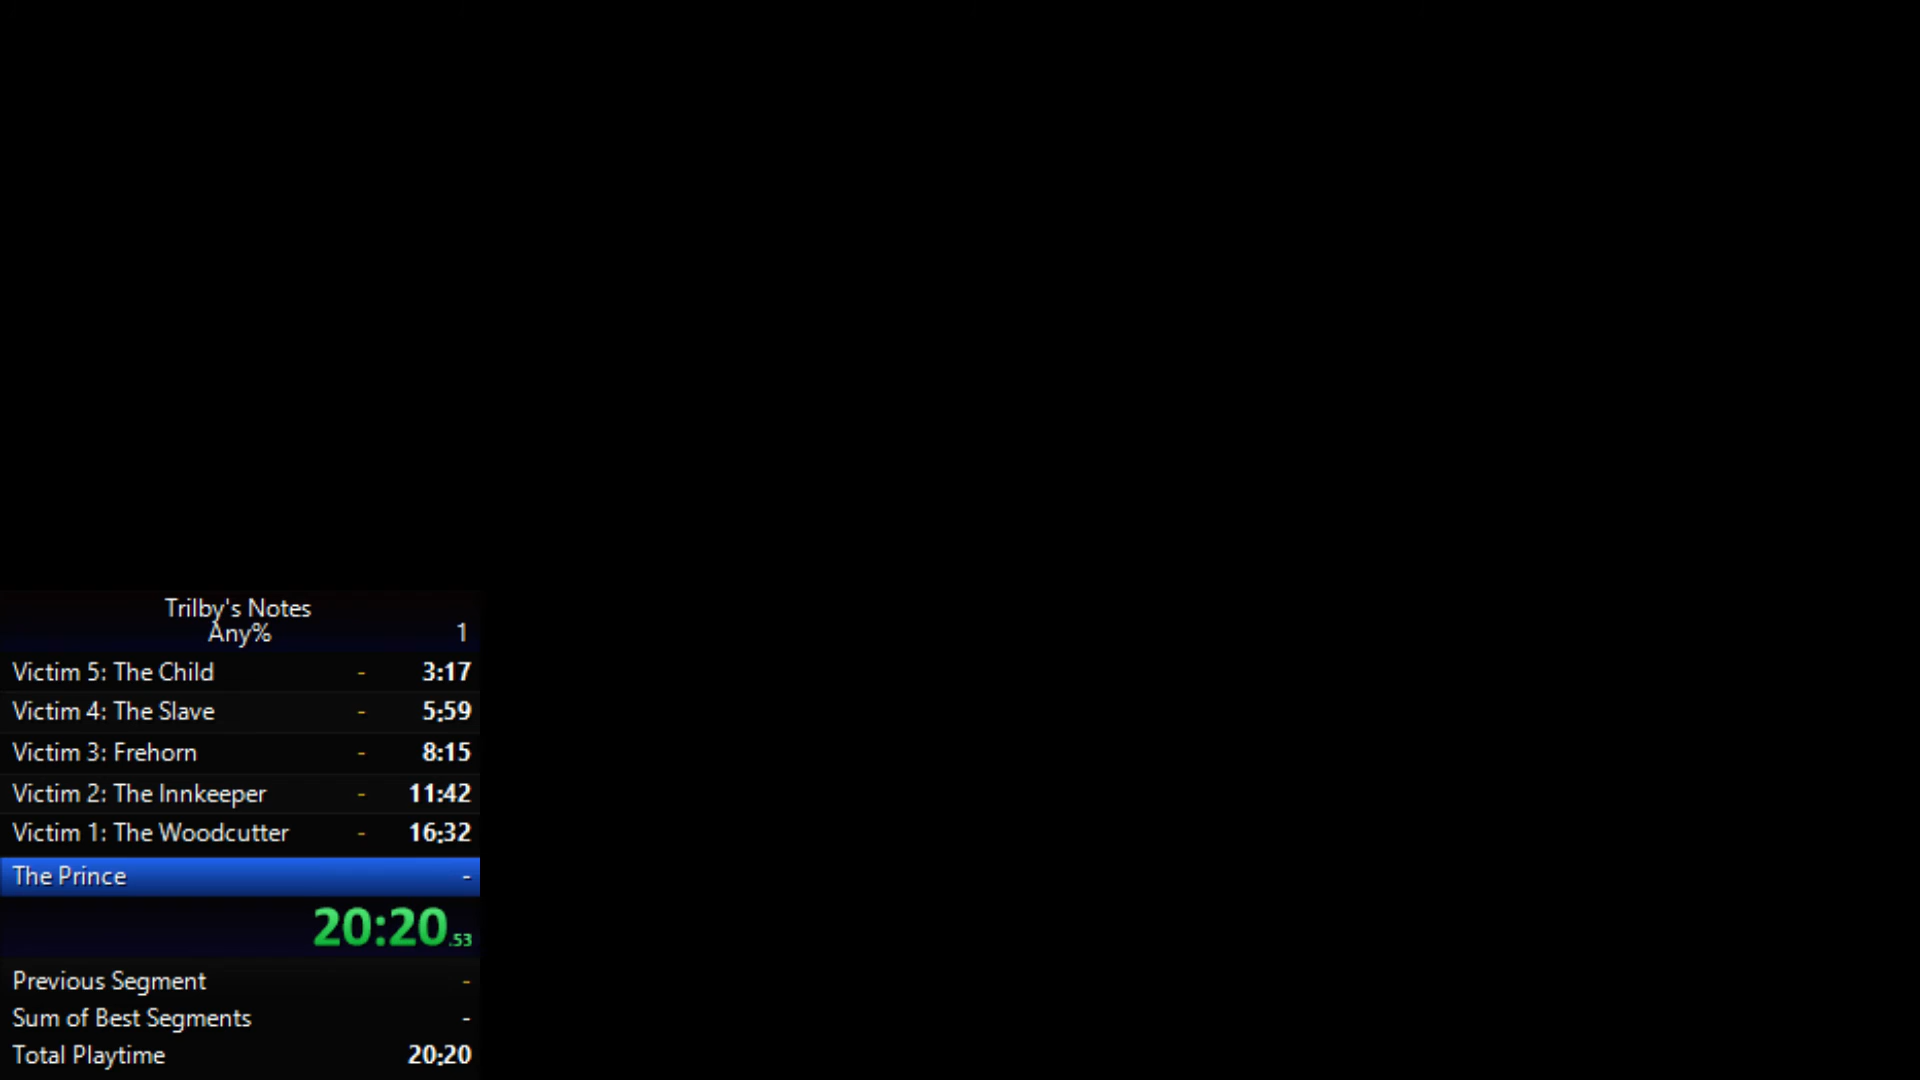 Trilby's Notes
Any% 1
Victim 5: The Child - 3:17
Victim 4: The Slave - 5:59
Victim 3: Frehorn - 8:15
Victim 2: The Innkeeper - 11:42
Victim 1: The Woodcutter - 16:32
The Prince -
20:20.53
Previous Segment -
Sum of Best Segments -
Total Playtime 20:20